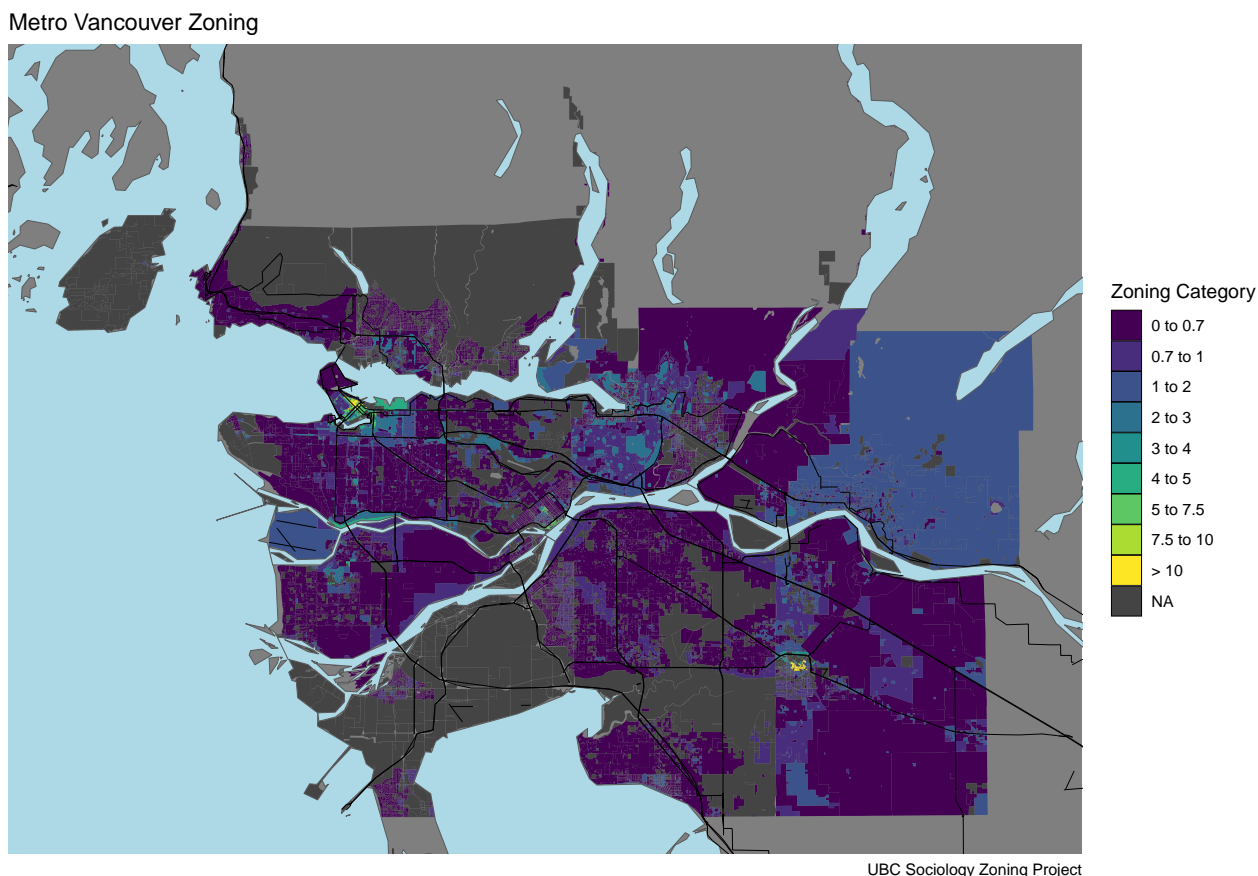 Metro Vancouver Zoning
Zoning Category
0 to 0.7
0.7 to 1
1 to 2
2 to 3
3 to 4
4 to 5
5 to 7.5
7.5 to 10
> 10
NA
UBC Sociology Zoning Project